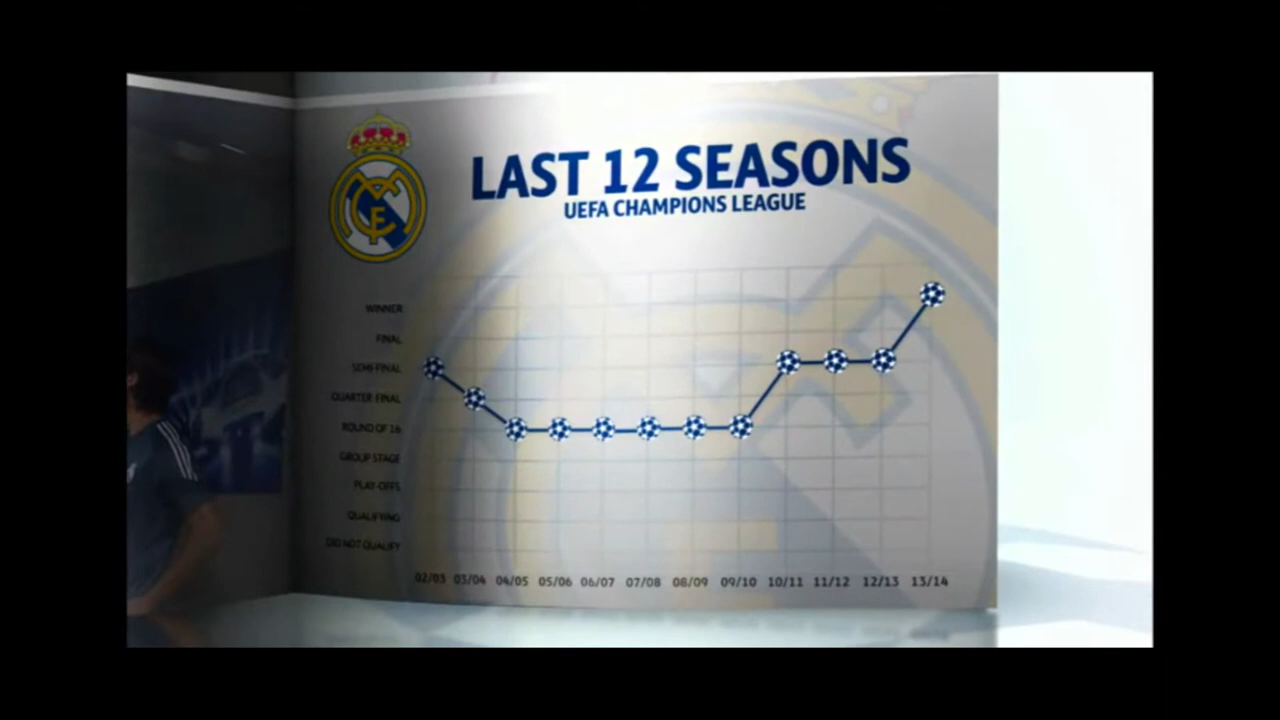 LAST 12 SEASONS
UEFA CHAMPIONS LEAGUE
WINNER
FINAL
SEMI-FINAL
QUARTER FINAL
ROUND OF 16
GROUP STAGE
PLAY-OFFS
QUALIFYING
DID NOT QUALIFY
02/03 03/04 04/05 05/06 06/07 07/08 08/09 09/10 10/11 11/12 12/13 13/14